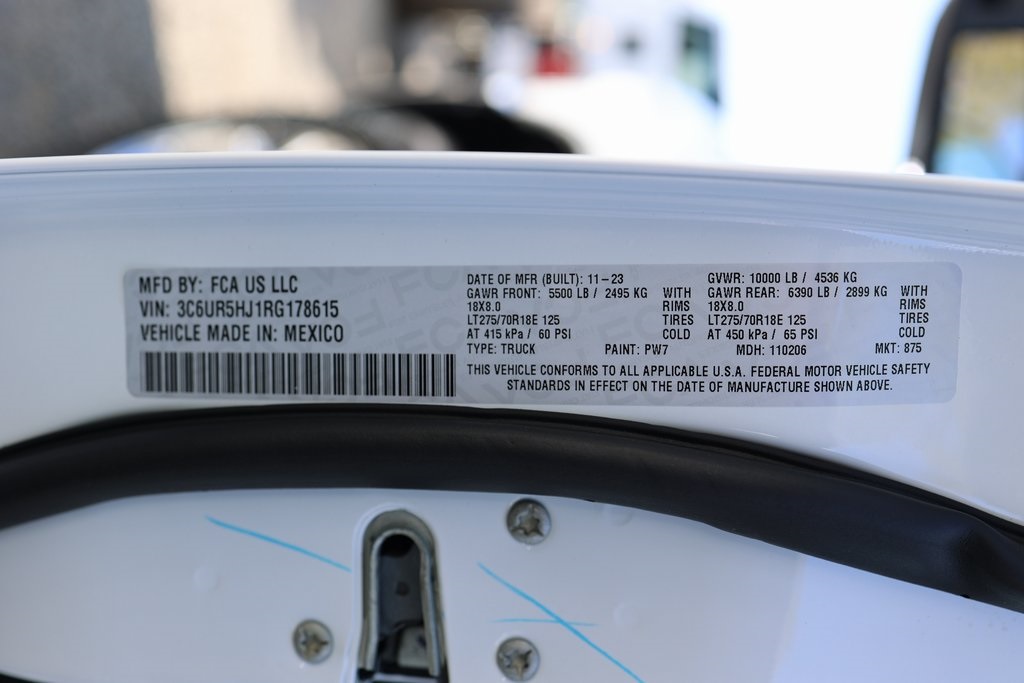 MFD BY: FCA US LLC
VIN: 3C6UR5HJ1RG178615
VEHICLE MADE IN: MEXICO
DATE OF MFR (BUILT): 11-23
GAWR FRONT: 5500 LB / 2495 KG WITH
18X8.0 RIMS
LT275/70R18E 125 TIRES
AT 415 kPa / 60 PSI COLD
GVWR: 10000 LB / 4536 KG
GAWR REAR: 6390 LB / 2899 KG WITH
18X8.0 RIMS
LT275/70R18E 125 TIRES
AT 450 kPa / 65 PSI COLD
TYPE: TRUCK PAINT: PW7 MDH: 110206 MKT: 875
THIS VEHICLE CONFORMS TO ALL APPLICABLE U.S.A. FEDERAL MOTOR VEHICLE SAFETY
STANDARDS IN EFFECT ON THE DATE OF MANUFACTURE SHOWN ABOVE.